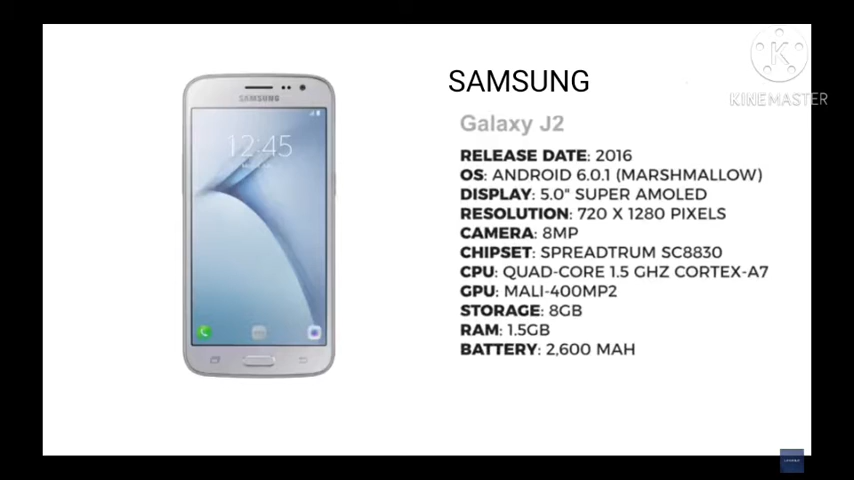 SAMSUNG
KINEMASTER
Galaxy J2
SAMSUNG
12:45
RELEASE DATE: 2016
OS: ANDROID 6.0.1 (MARSHMALLOW)
DISPLAY: 5.0" SUPER AMOLED
RESOLUTION: 720 X 1280 PIXELS
CAMERA: 8MP
CHIPSET: SPREADTRUM SC8830
CPU: QUAD-CORE 1.5 GHZ CORTEX-A7
GPU: MALI-400MP2
STORAGE: 8GB
RAM: 1.5GB
BATTERY: 2,600 MAH